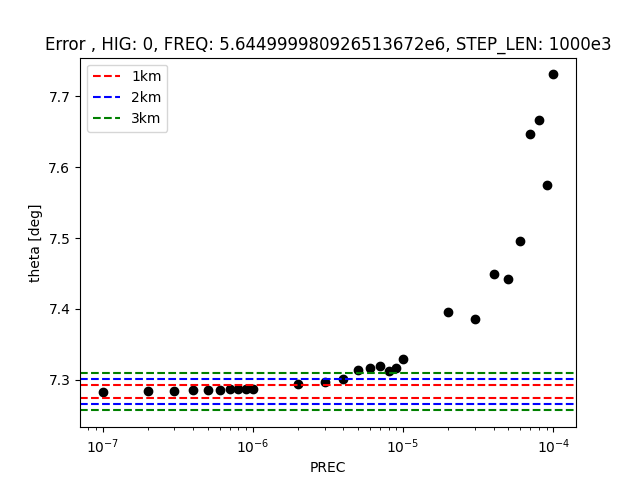 Error , HIG: 0, FREQ: 5.644999980926513672e6, STEP_LEN: 1000e3
1km
2km
3km
7.7
7.6
7.5
7.4
7.3
theta [deg]
10⁻⁷ 10⁻⁶ 10⁻⁵ 10⁻⁴
PREC